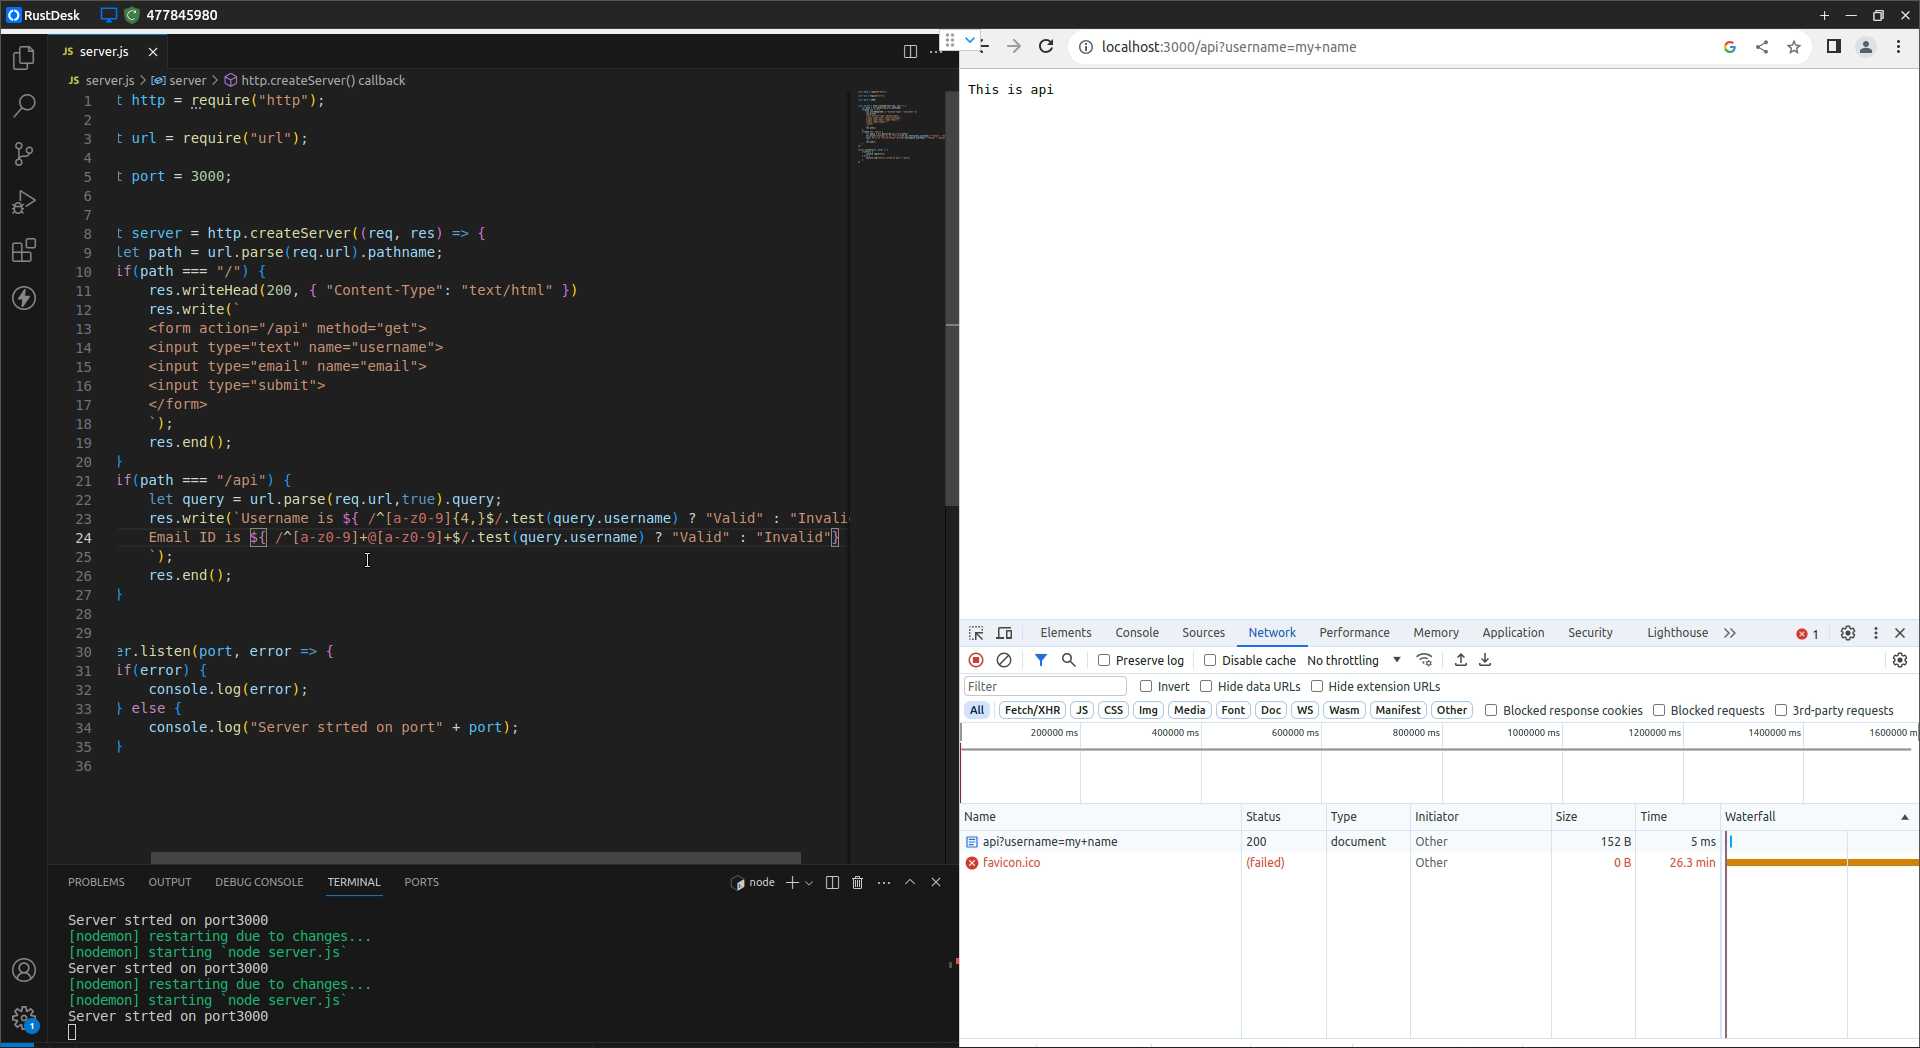 RustDesk 477845980
JS server.js
JS server.js > server > http.createServer() callback
1 t http = require("http");
2
3 t url = require("url");
4
5 t port = 3000;
6
7
8 t server = http.createServer((req, res) => {
9 let path = url.parse(req.url).pathname;
10 if(path === "/") {
11 res.writeHead(200, { "Content-Type": "text/html" })
12 res.write(`
13 <form action="/api" method="get">
14 <input type="text" name="username">
15 <input type="email" name="email">
16 <input type="submit">
17 </form>
18 `);
19 res.end();
20 }
21 if(path === "/api") {
22 let query = url.parse(req.url,true).query;
23 res.write(`Username is ${ /^[a-z0-9]{4,}$/.test(query.username) ? "Valid" : "Invali
24 Email ID is ${ /^[a-z0-9]+@[a-z0-9]+$/.test(query.username) ? "Valid" : "Invalid"}
25 `);
26 res.end();
27 }
28
29
30 er.listen(port, error => {
31 if(error) {
32 console.log(error);
33 } else {
34 console.log("Server strted on port" + port);
35 }
36
PROBLEMS OUTPUT DEBUG CONSOLE TERMINAL PORTS node
Server strted on port3000
[nodemon] restarting due to changes...
[nodemon] starting `node server.js`
Server strted on port3000
[nodemon] restarting due to changes...
[nodemon] starting `node server.js`
Server strted on port3000
1
localhost:3000/api?username=my+name
This is api
Elements Console Sources Network Performance Memory Application Security Lighthouse 1
Preserve log Disable cache No throttling
Filter Invert Hide data URLs Hide extension URLs
All Fetch/XHR JS CSS Img Media Font Doc WS Wasm Manifest Other Blocked response cookies Blocked requests 3rd-party requests
200000 ms 400000 ms 600000 ms 800000 ms 1000000 ms 1200000 ms 1400000 ms 1600000 m
Name Status Type Initiator Size Time Waterfall
api?username=my+name 200 document Other 152 B 5 ms
favicon.ico (failed) Other 0 B 26.3 min